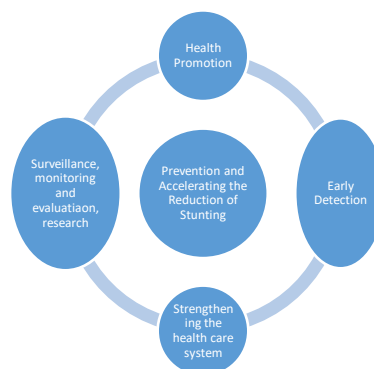 Health
Promotion
Surveillance,
monitoring
and
evaluatiaon,
research
Prevention and
Accelerating the
Reduction of
Stunting
Early
Detection
Strengthen
ing the
health care
system